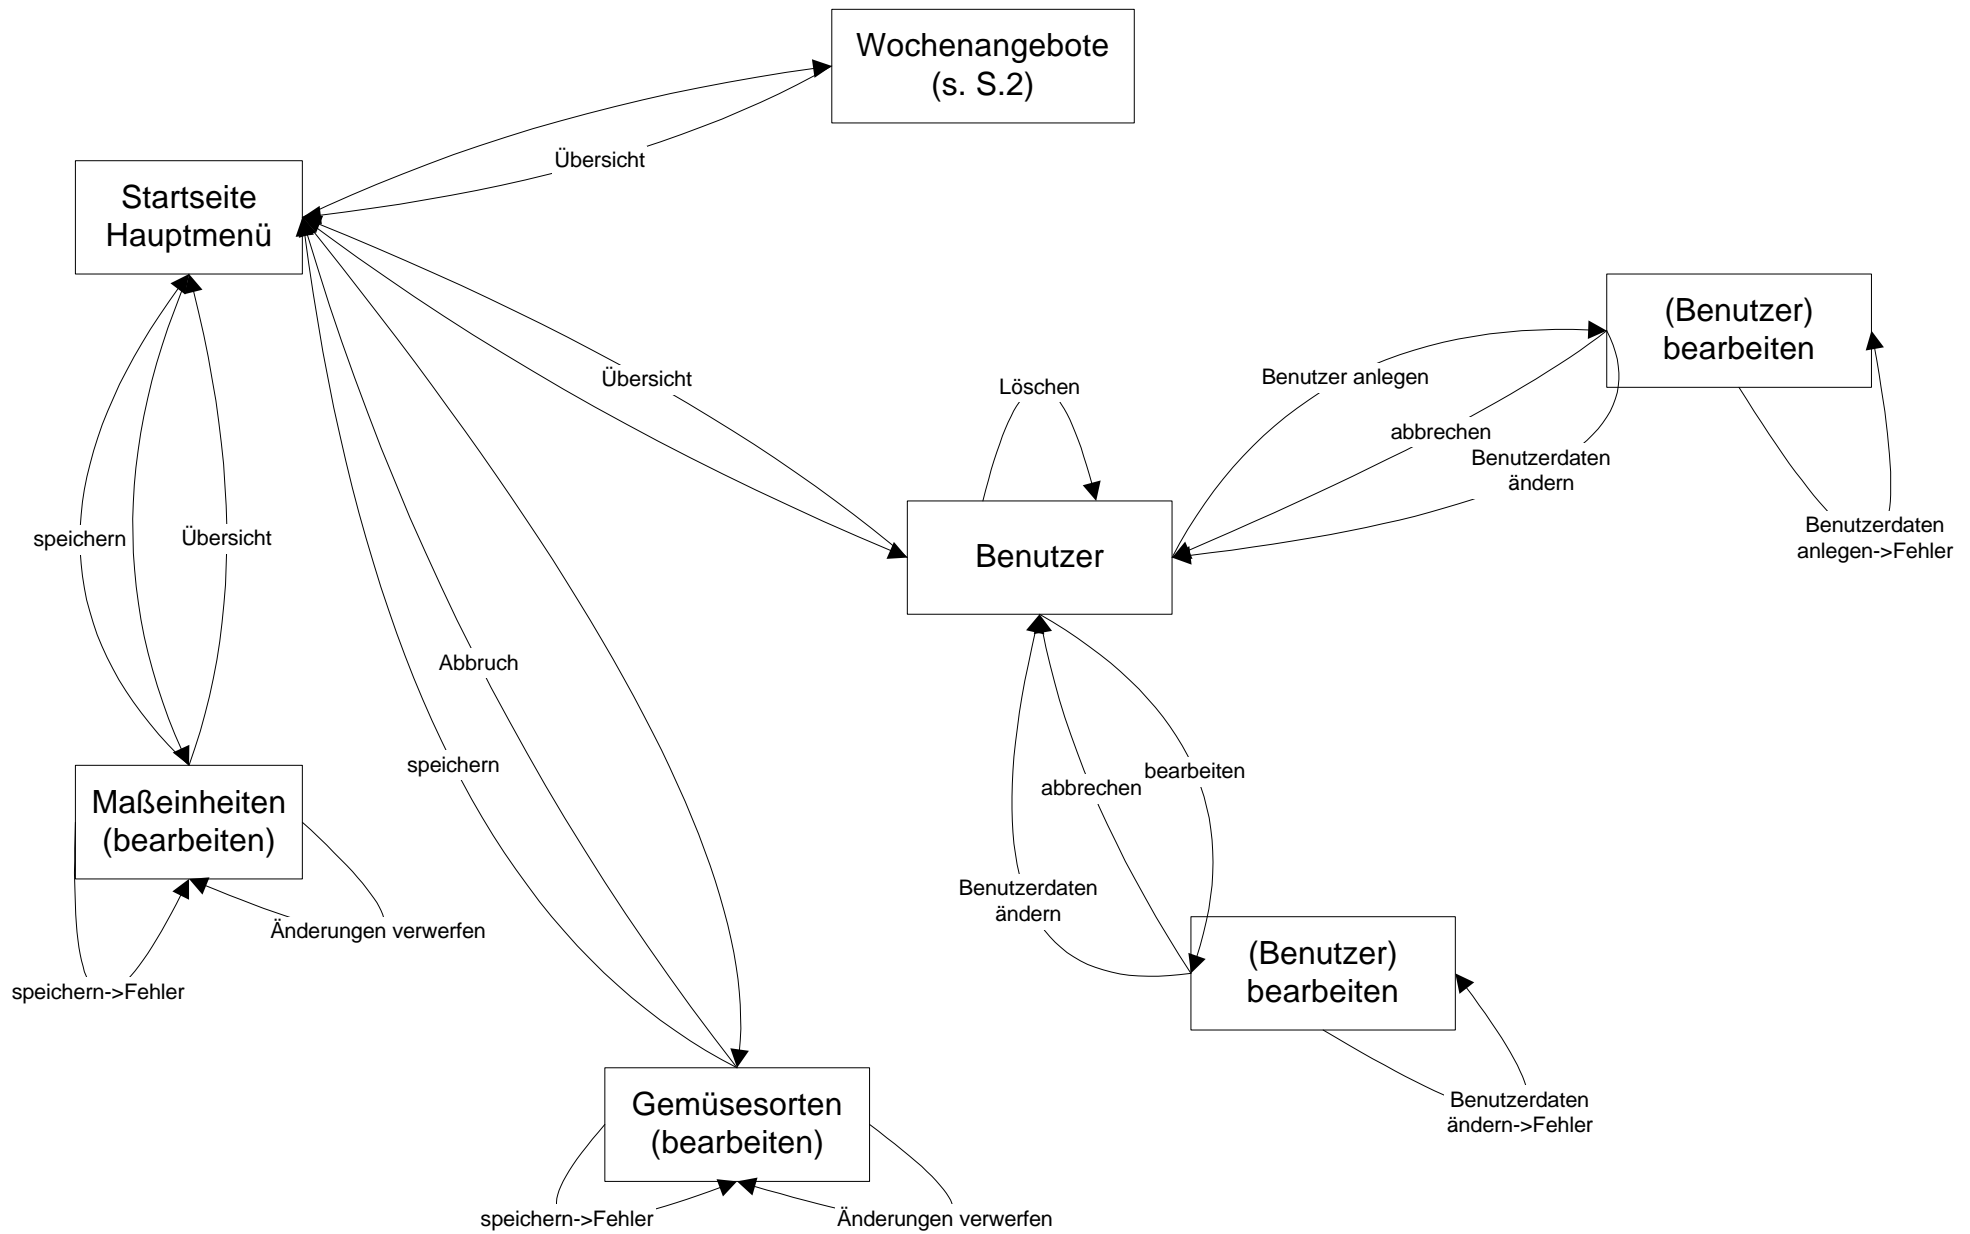 Wochenangebote
(s. S.2)
Übersicht
Startseite
Hauptmenü
(Benutzer)
bearbeiten
Übersicht
Löschen
Benutzer anlegen
abbrechen
Benutzerdaten
ändern
Benutzerdaten
anlegen->Fehler
speichern
Übersicht
Benutzer
Abbruch
speichern
abbrechen
bearbeiten
Maßeinheiten
(bearbeiten)
Änderungen verwerfen
speichern->Fehler
Benutzerdaten
ändern
(Benutzer)
bearbeiten
Benutzerdaten
ändern->Fehler
Gemüsesorten
(bearbeiten)
speichern->Fehler
Änderungen verwerfen